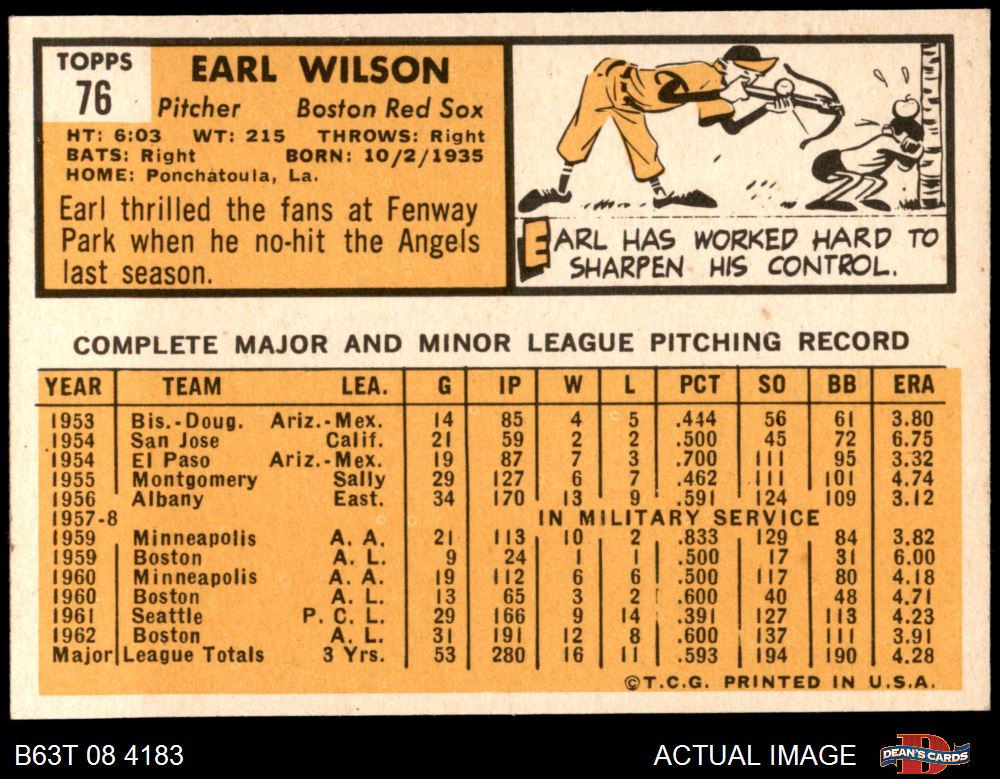 TOPPS
76
EARL WILSON
Pitcher Boston Red Sox
HT: 6:03 WT: 215 THROWS: Right
BATS: Right BORN: 10/2/1935
HOME: Ponchatoula, La.
Earl thrilled the fans at Fenway
Park when he no-hit the Angels
last season.
EARL HAS WORKED HARD TO
SHARPEN HIS CONTROL.
COMPLETE MAJOR AND MINOR LEAGUE PITCHING RECORD
YEAR TEAM LEA. G IP W L PCT SO BB ERA
1953 Bis.-Doug. Ariz.-Mex. 14 85 4 5 .444 56 61 3.80
1954 San Jose Calif. 21 59 2 2 .500 45 72 6.75
1954 El Paso Ariz.-Mex. 19 87 7 3 .700 111 95 3.32
1955 Montgomery Sally 29 127 6 7 .462 111 101 4.74
1956 Albany East. 34 170 13 9 .591 124 109 3.12
1957-8 IN MILITARY SERVICE
1959 Minneapolis A. A. 21 113 10 2 .833 129 84 3.82
1959 Boston A. L. 9 24 1 1 .500 17 31 6.00
1960 Minneapolis A. A. 19 112 6 6 .500 117 80 4.18
1960 Boston A. L. 13 65 3 2 .600 40 48 4.71
1961 Seattle P. C. L. 29 166 9 14 .391 127 113 4.23
1962 Boston A. L. 31 191 12 8 .600 137 111 3.91
Major League Totals 3 Yrs. 53 280 16 11 .593 194 190 4.28
©T.C.G. PRINTED IN U.S.A.
B63T 08 4183 ACTUAL IMAGE DEAN'S CARDS